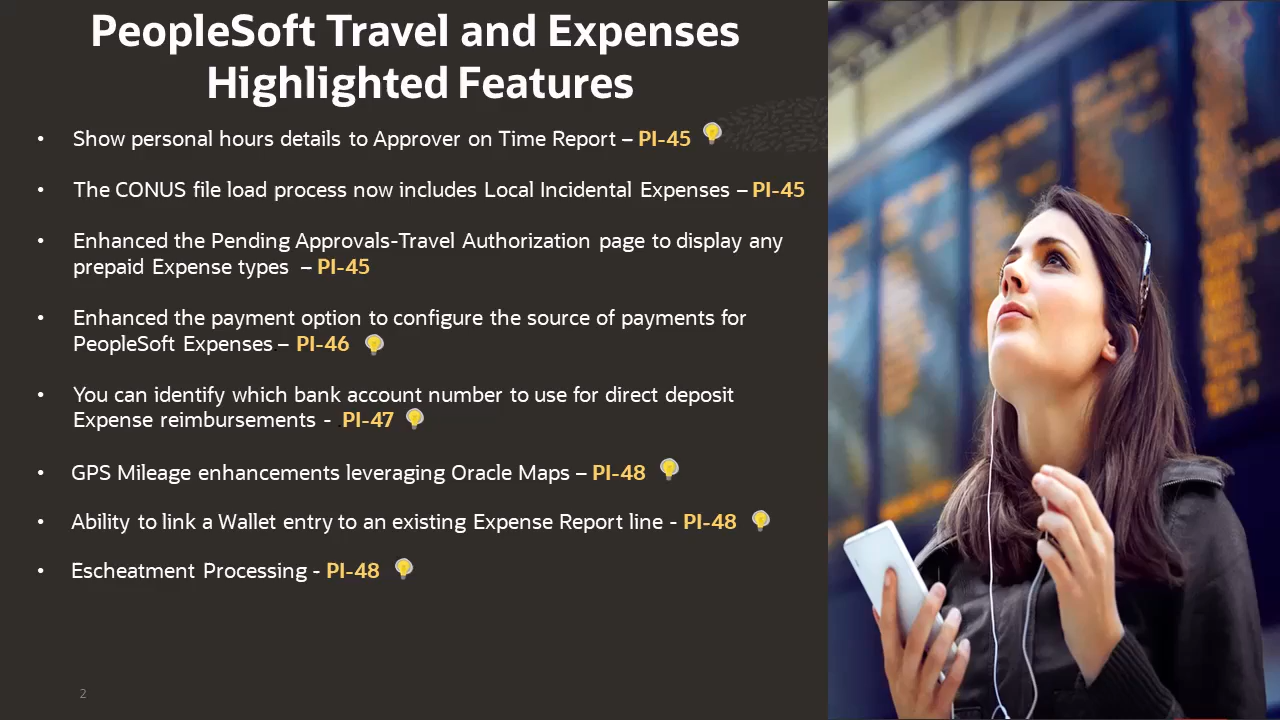 PeopleSoft Travel and Expenses
Highlighted Features
• Show personal hours details to Approver on Time Report – PI-45
• The CONUS file load process now includes Local Incidental Expenses – PI-45
• Enhanced the Pending Approvals-Travel Authorization page to display any
prepaid Expense types – PI-45
• Enhanced the payment option to configure the source of payments for
PeopleSoft Expenses – PI-46
• You can identify which bank account number to use for direct deposit
Expense reimbursements - .PI-47
• GPS Mileage enhancements leveraging Oracle Maps – PI-48
• Ability to link a Wallet entry to an existing Expense Report line - PI-48
• Escheatment Processing - PI-48
2